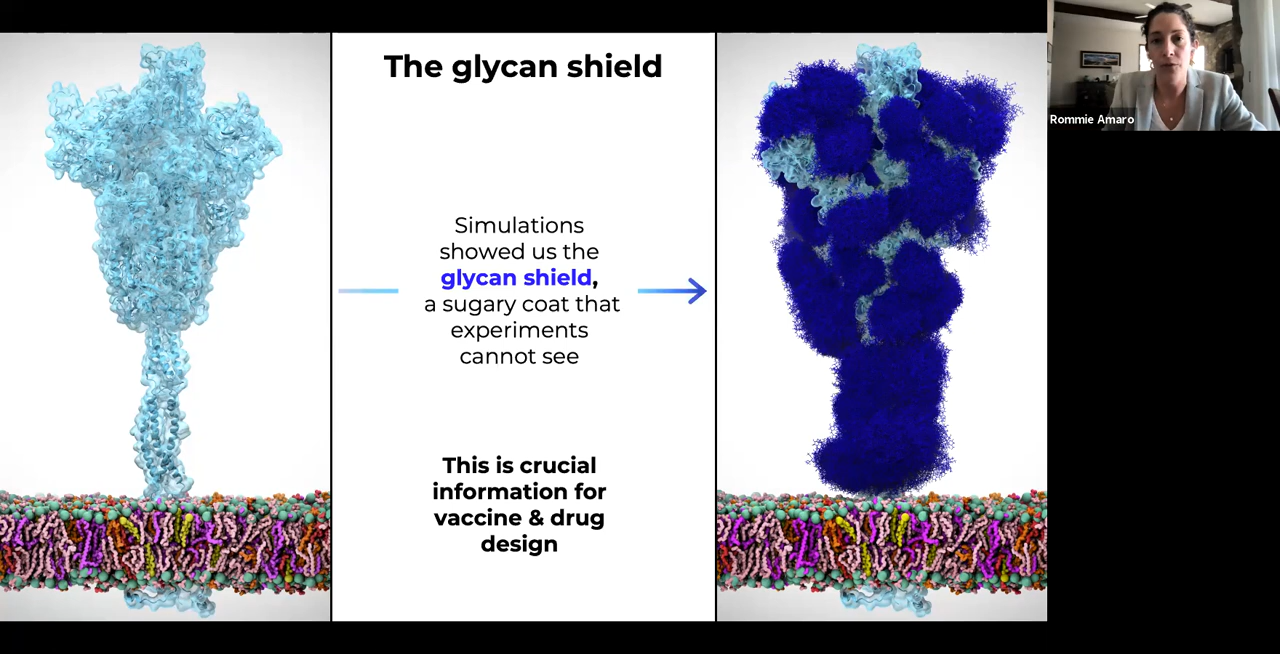 The glycan shield
Simulations
showed us the
glycan shield,
a sugary coat that
experiments
cannot see
This is crucial
information for
vaccine & drug
design
Rommie Amaro